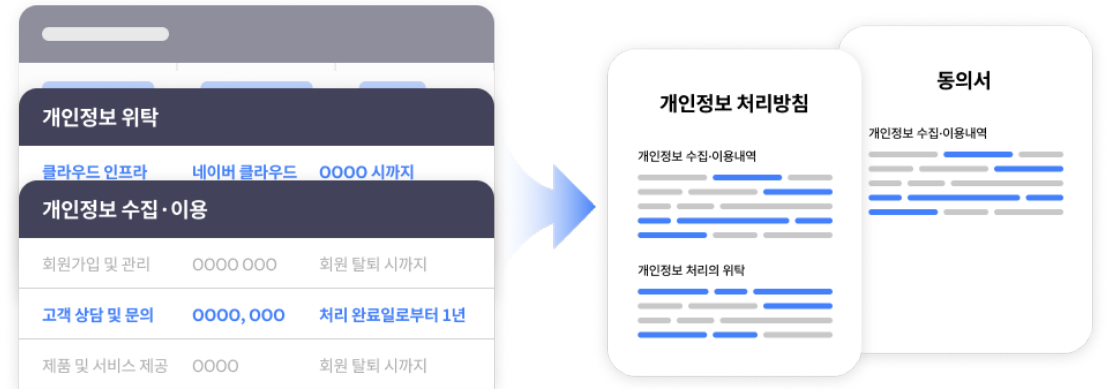 개인정보 위탁
클라우드 인프라 네이버 클라우드 OOOO 시까지
개인정보 수집·이용
회원가입 및 관리 OOOO OOO 회원 탈퇴 시까지
고객 상담 및 문의 OOOO, OOO 처리 완료일로부터 1년
제품 및 서비스 제공 OOOO 회원 탈퇴 시까지
개인정보 처리방침
개인정보 수집·이용내역
개인정보 처리의 위탁
동의서
개인정보 수집·이용내역